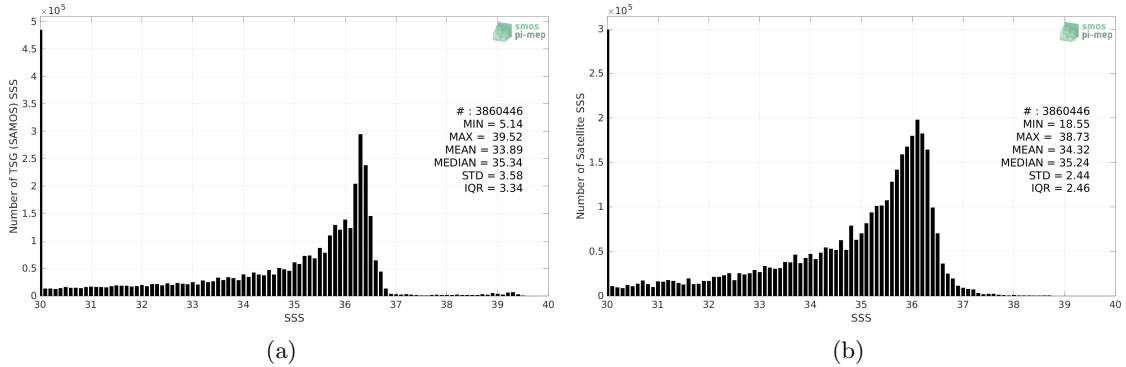 ×10⁵
5
4.5
4
3.5
3
2.5
2
1.5
1
0.5
0
Number of TSG (SAMOS) SSS
smos
pi-mep
# : 3860446
MIN = 5.14
MAX = 39.52
MEAN = 33.89
MEDIAN = 35.34
STD = 3.58
IQR = 3.34
30 31 32 33 34 35 36 37 38 39 40
SSS
(a)
×10⁵
3
2.5
2
1.5
1
0.5
0
Number of Satellite SSS
smos
pi-mep
# : 3860446
MIN = 18.55
MAX = 38.73
MEAN = 34.32
MEDIAN = 35.24
STD = 2.44
IQR = 2.46
30 31 32 33 34 35 36 37 38 39 40
SSS
(b)